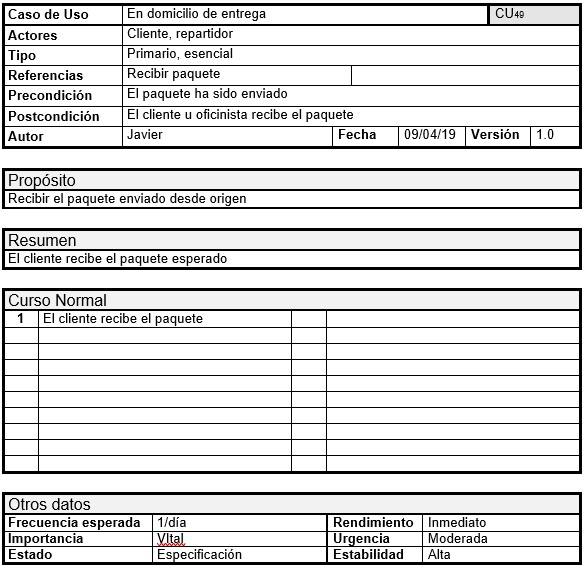 Caso de Uso En domicilio de entrega CU49
Actores Cliente, repartidor
Tipo Primario, esencial
Referencias Recibir paquete
Precondición El paquete ha sido enviado
Postcondición El cliente u oficinista recibe el paquete
Autor Javier Fecha 09/04/19 Versión 1.0
Propósito
Recibir el paquete enviado desde origen
Resumen
El cliente recibe el paquete esperado
Curso Normal
1 El cliente recibe el paquete
Otros datos
Frecuencia esperada 1/día Rendimiento Inmediato
Importancia VItal Urgencia Moderada
Estado Especificación Estabilidad Alta